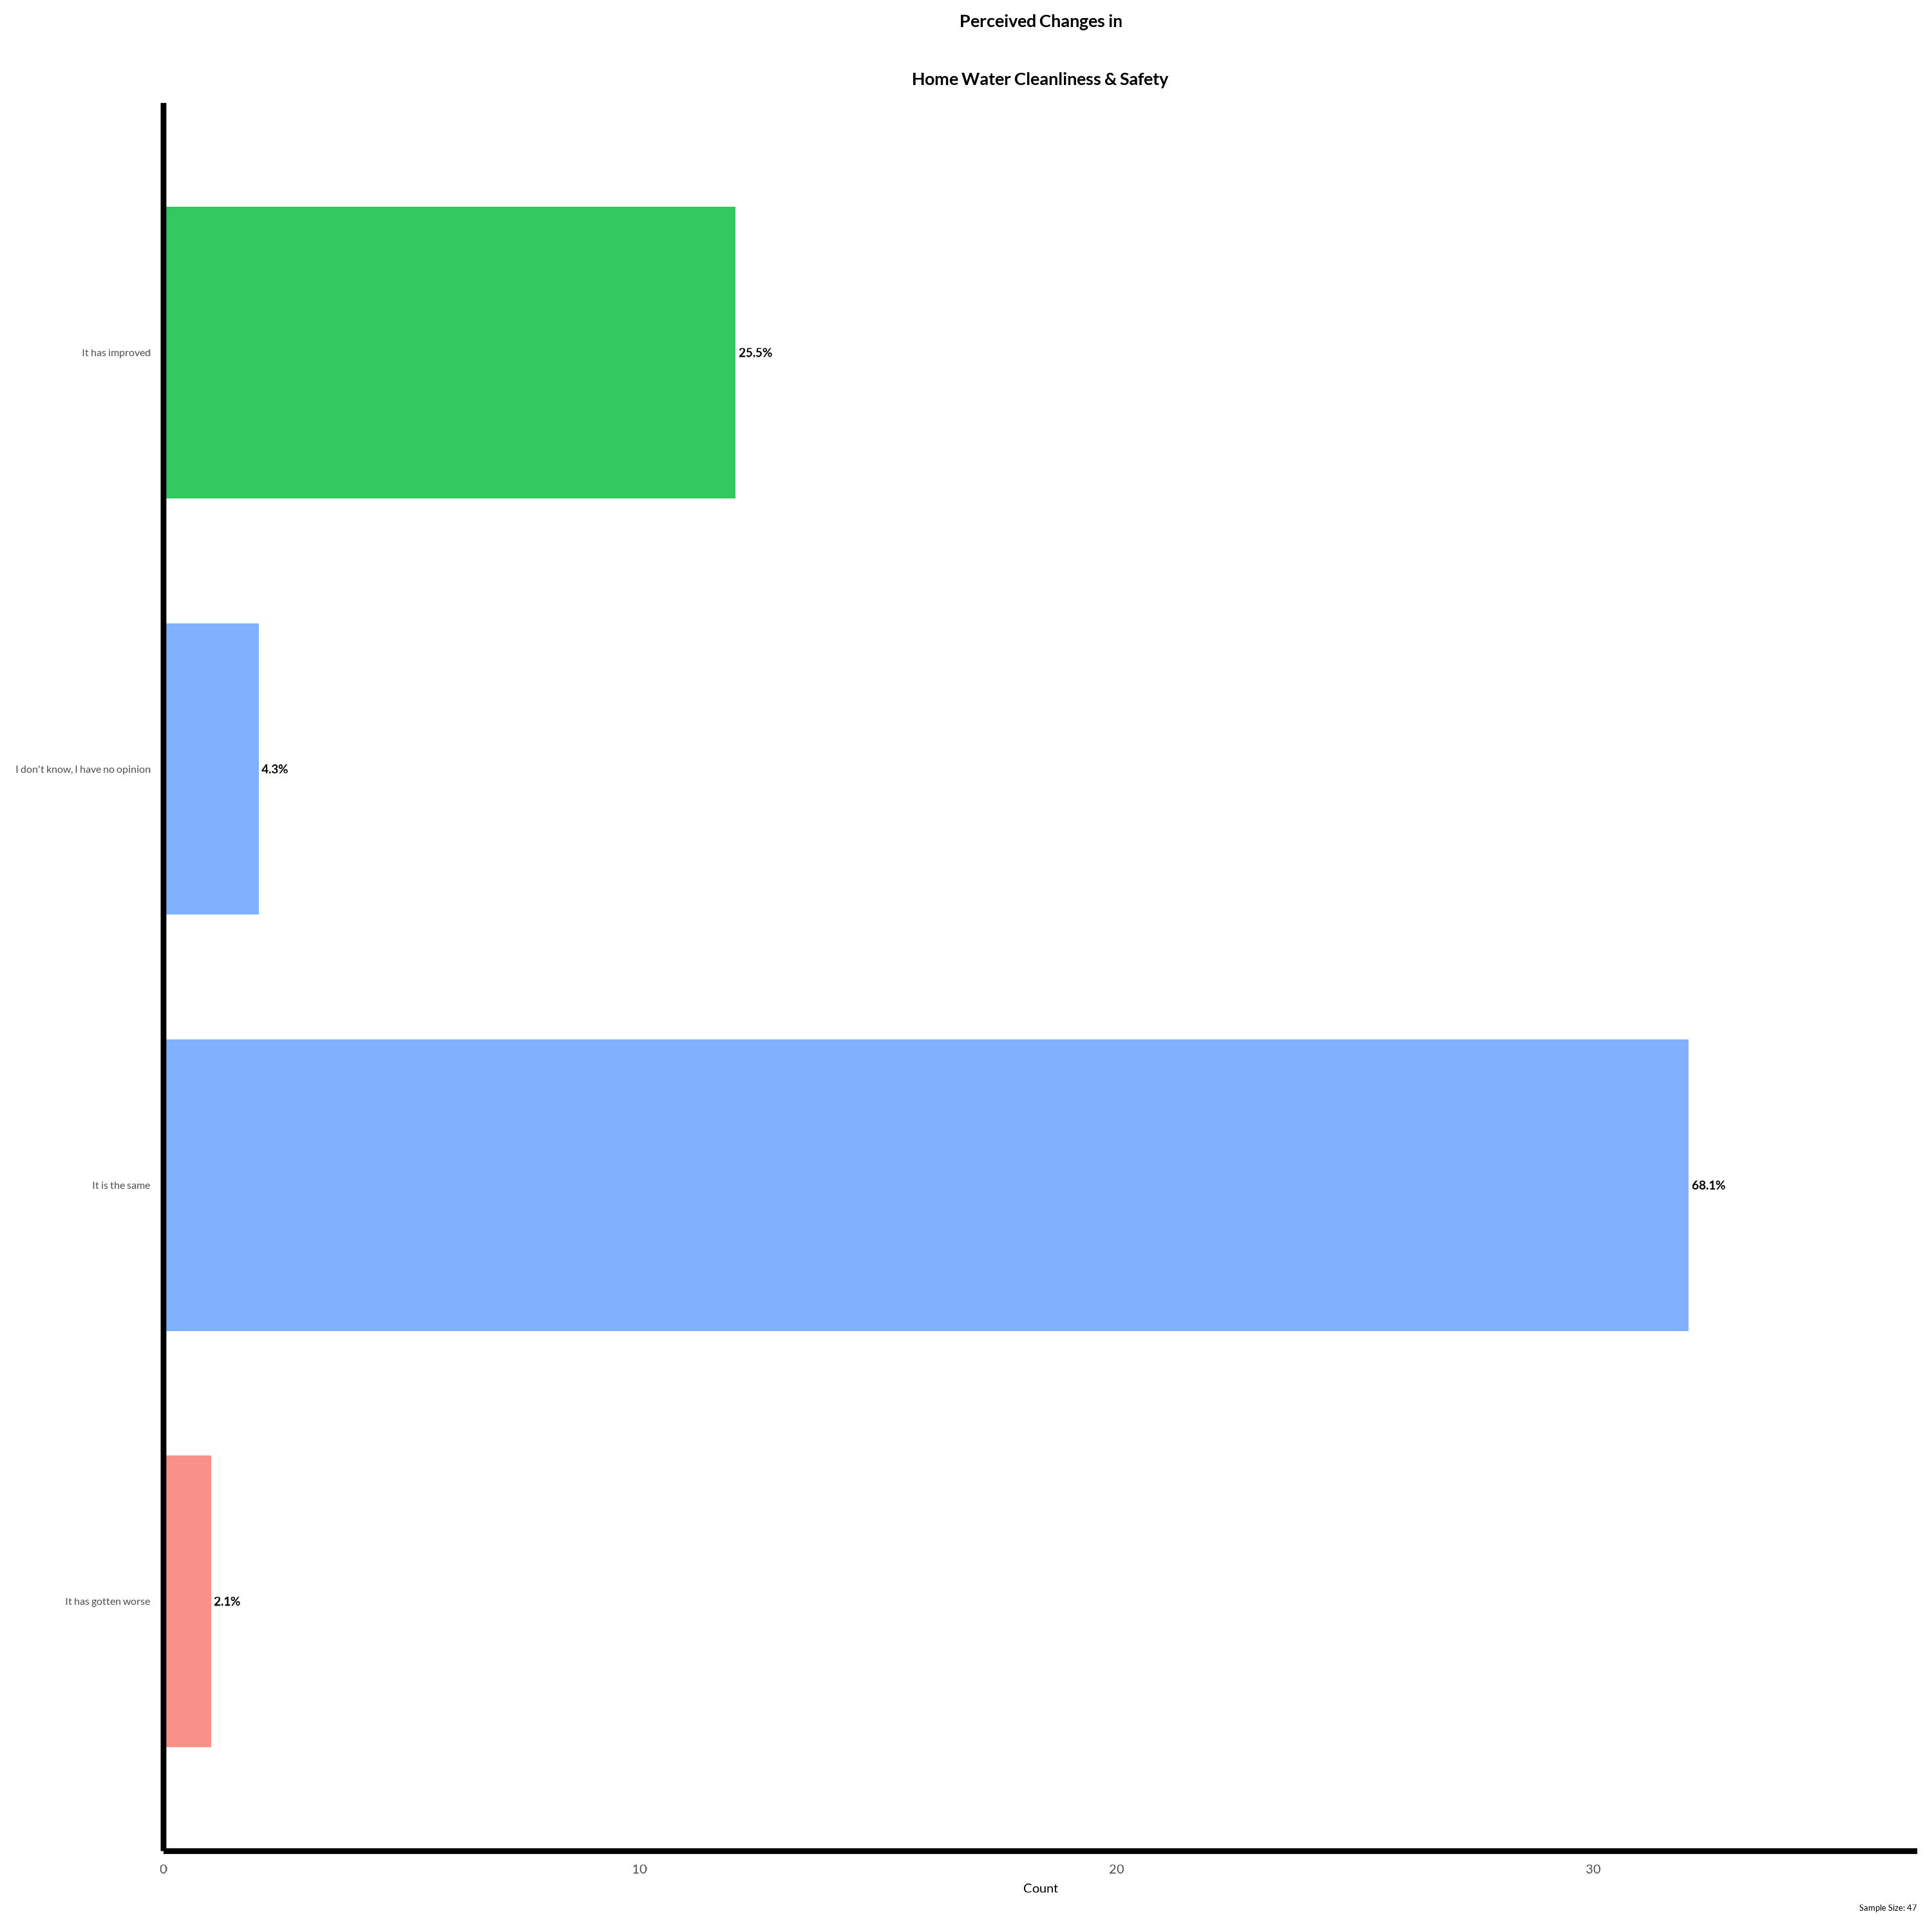 Perceived Changes in
Home Water Cleanliness & Safety
It has improved
25.5%
I don't know, I have no opinion
4.3%
It is the same
68.1%
It has gotten worse
2.1%
0 10 20 30
Count
Sample Size: 47